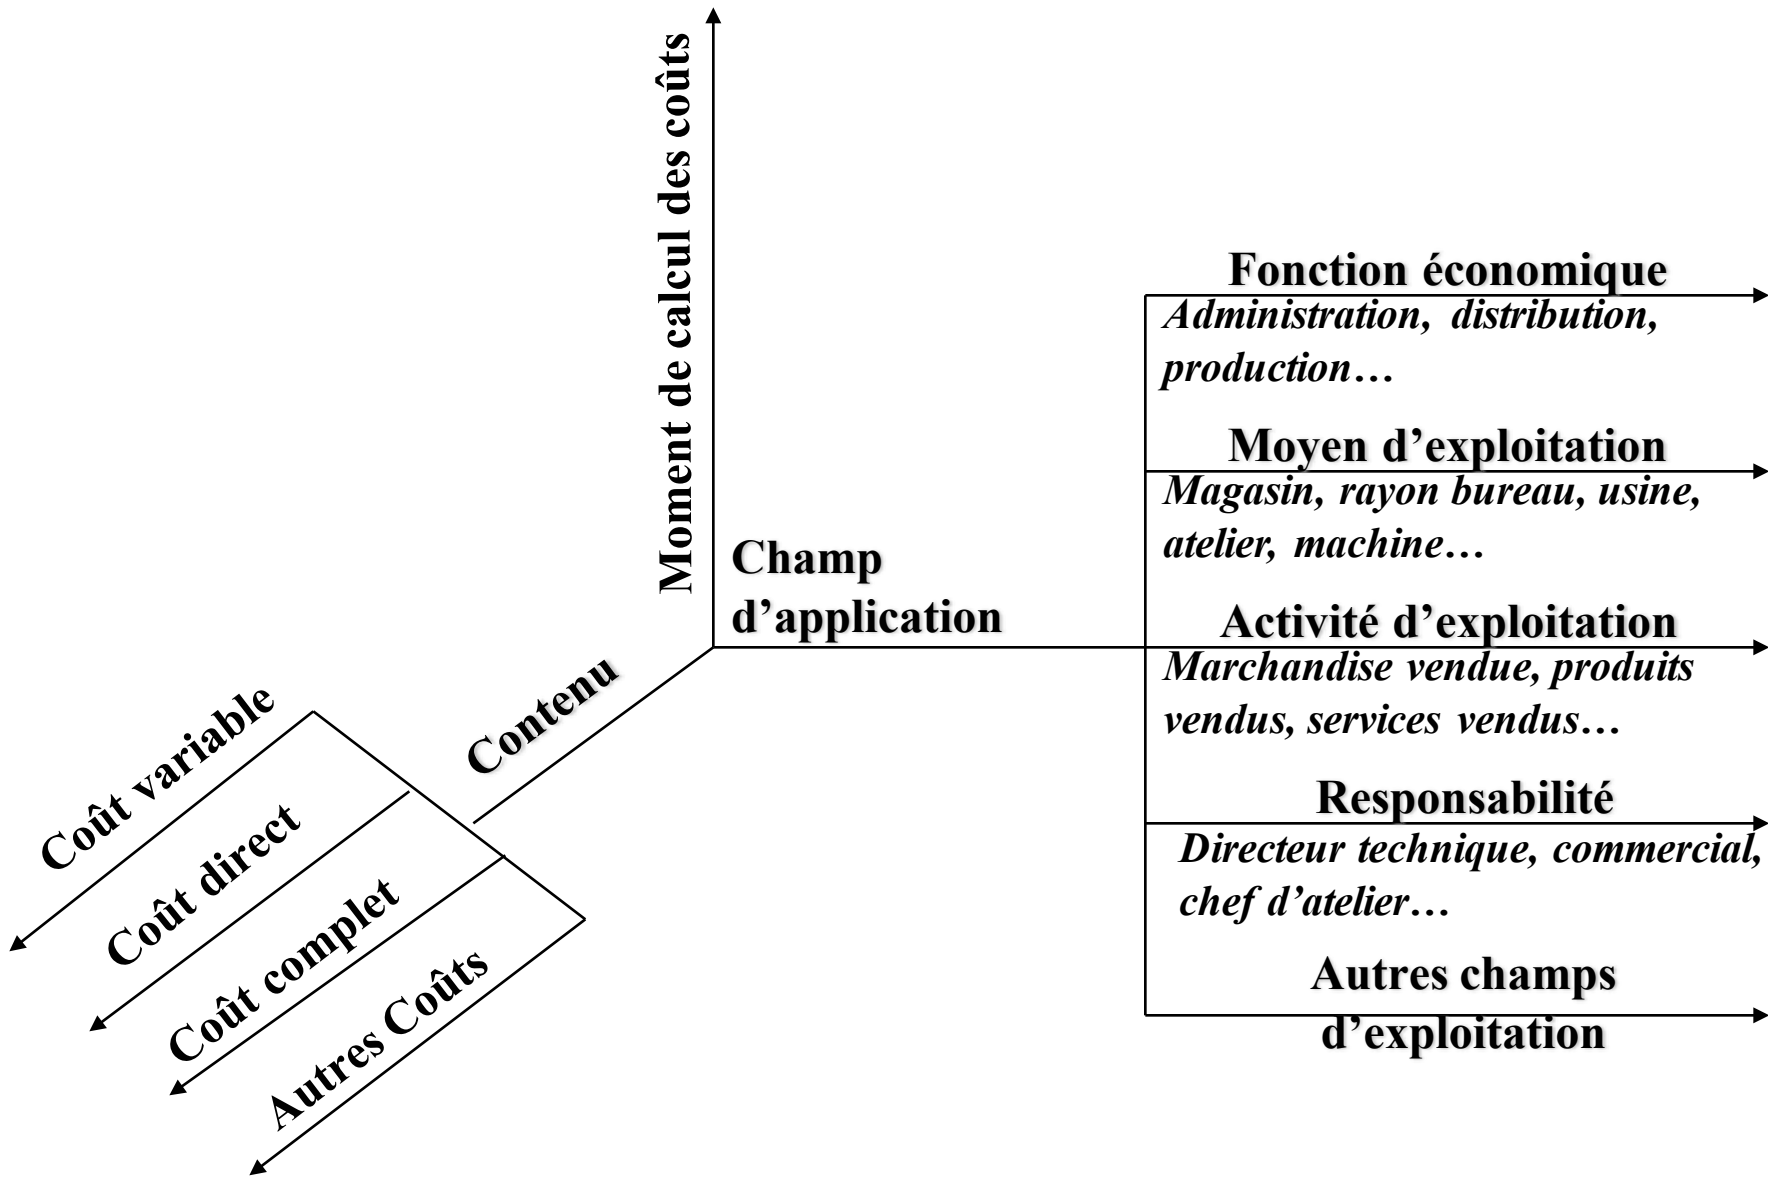 Moment de calcul des coûts
Fonction économique
Administration, distribution,
production…
Moyen d’exploitation
Magasin, rayon bureau, usine,
atelier, machine…
Champ
d’application
Activité d’exploitation
Marchandise vendue, produits
vendus, services vendus…
Responsabilité
Directeur technique, commercial,
chef d’atelier…
Autres champs
d’exploitation
Contenu
Coût variable
Coût direct
Coût complet
Autres Coûts